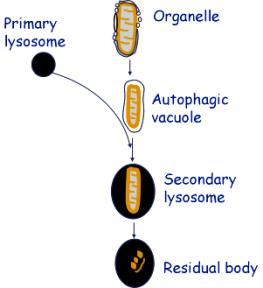 Organelle
Primary
lysosome
Autophagic
vacuole
Secondary
lysosome
Residual body